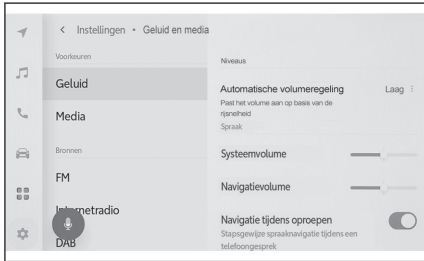 Instellingen • Geluid en media
Voorkeuren
Geluid
Media
Bronnen
FM
Internetradio
DAB
Niveaus
Automatische volumeregeling Laag
Past het volume aan op basis van de
rijsnelheid
Spraak
Systeemvolume
Navigatievolume
Navigatie tijdens oproepen
Stapsgewijze spraaknavigatie tijdens een
telefoongesprek